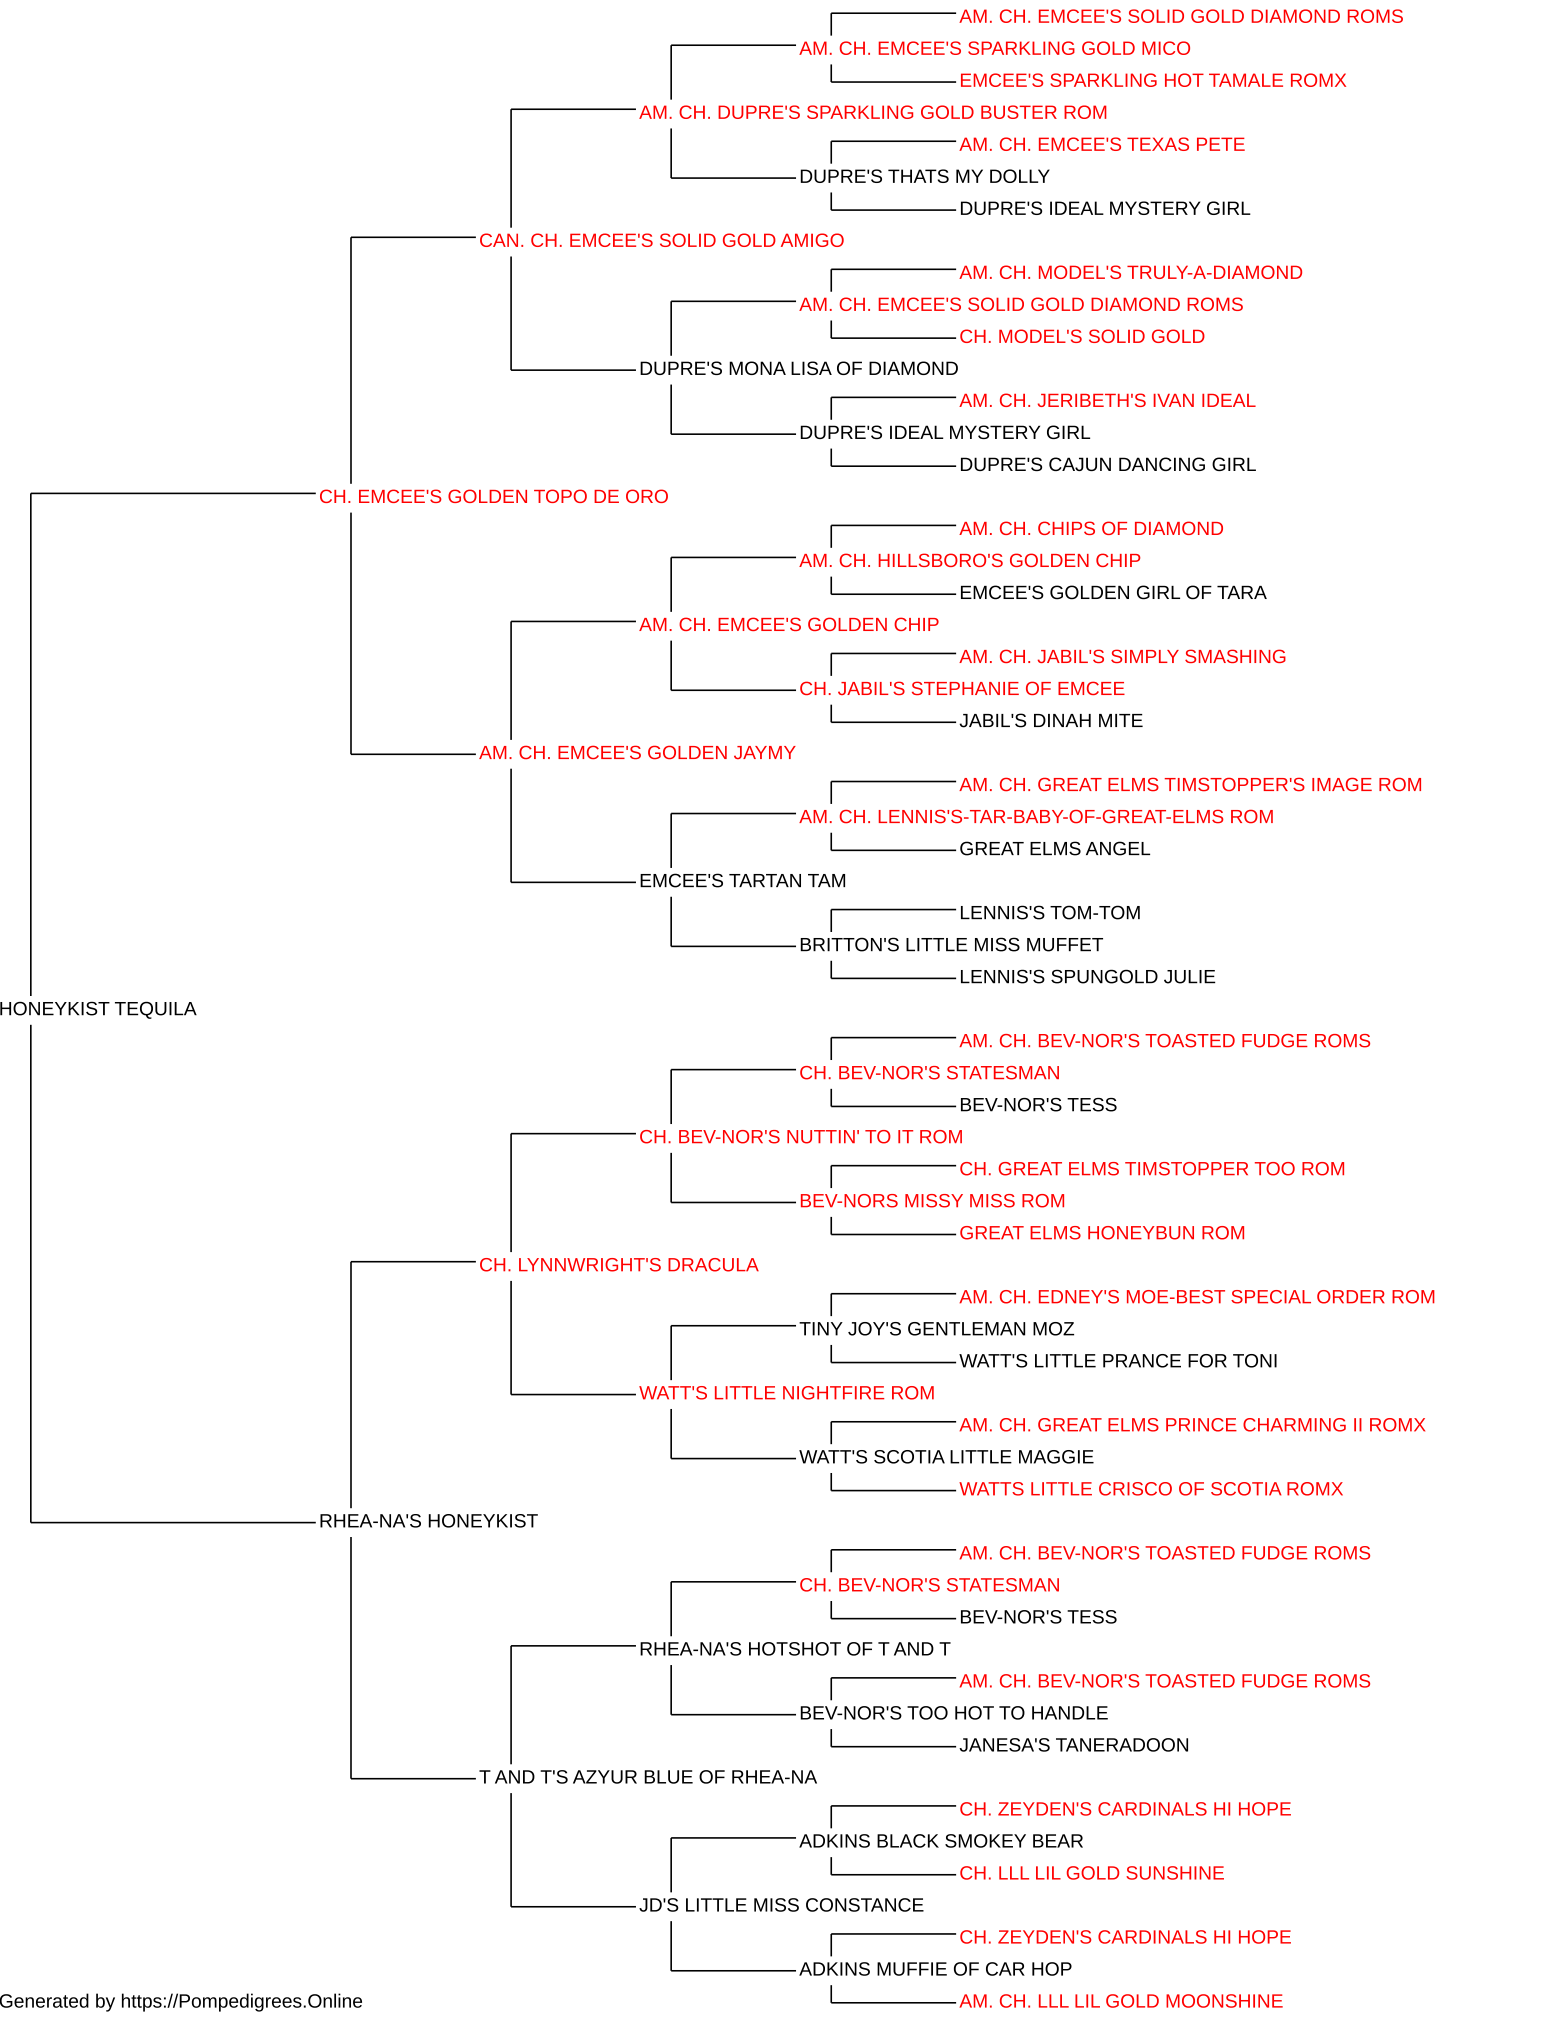 AM. CH. EMCEE'S SOLID GOLD DIAMOND ROMS
AM. CH. EMCEE'S SPARKLING GOLD MICO
EMCEE'S SPARKLING HOT TAMALE ROMX
AM. CH. DUPRE'S SPARKLING GOLD BUSTER ROM
AM. CH. EMCEE'S TEXAS PETE
DUPRE'S THATS MY DOLLY
DUPRE'S IDEAL MYSTERY GIRL
CAN. CH. EMCEE'S SOLID GOLD AMIGO
AM. CH. MODEL'S TRULY-A-DIAMOND
AM. CH. EMCEE'S SOLID GOLD DIAMOND ROMS
CH. MODEL'S SOLID GOLD
DUPRE'S MONA LISA OF DIAMOND
AM. CH. JERIBETH'S IVAN IDEAL
DUPRE'S IDEAL MYSTERY GIRL
DUPRE'S CAJUN DANCING GIRL
CH. EMCEE'S GOLDEN TOPO DE ORO
AM. CH. CHIPS OF DIAMOND
AM. CH. HILLSBORO'S GOLDEN CHIP
EMCEE'S GOLDEN GIRL OF TARA
AM. CH. EMCEE'S GOLDEN CHIP
AM. CH. JABIL'S SIMPLY SMASHING
CH. JABIL'S STEPHANIE OF EMCEE
JABIL'S DINAH MITE
AM. CH. EMCEE'S GOLDEN JAYMY
AM. CH. GREAT ELMS TIMSTOPPER'S IMAGE ROM
AM. CH. LENNIS'S-TAR-BABY-OF-GREAT-ELMS ROM
GREAT ELMS ANGEL
EMCEE'S TARTAN TAM
LENNIS'S TOM-TOM
BRITTON'S LITTLE MISS MUFFET
LENNIS'S SPUNGOLD JULIE
HONEYKIST TEQUILA
AM. CH. BEV-NOR'S TOASTED FUDGE ROMS
CH. BEV-NOR'S STATESMAN
BEV-NOR'S TESS
CH. BEV-NOR'S NUTTIN' TO IT ROM
CH. GREAT ELMS TIMSTOPPER TOO ROM
BEV-NORS MISSY MISS ROM
GREAT ELMS HONEYBUN ROM
CH. LYNNWRIGHT'S DRACULA
AM. CH. EDNEY'S MOE-BEST SPECIAL ORDER ROM
TINY JOY'S GENTLEMAN MOZ
WATT'S LITTLE PRANCE FOR TONI
WATT'S LITTLE NIGHTFIRE ROM
AM. CH. GREAT ELMS PRINCE CHARMING II ROMX
WATT'S SCOTIA LITTLE MAGGIE
WATTS LITTLE CRISCO OF SCOTIA ROMX
RHEA-NA'S HONEYKIST
AM. CH. BEV-NOR'S TOASTED FUDGE ROMS
CH. BEV-NOR'S STATESMAN
BEV-NOR'S TESS
RHEA-NA'S HOTSHOT OF T AND T
AM. CH. BEV-NOR'S TOASTED FUDGE ROMS
BEV-NOR'S TOO HOT TO HANDLE
JANESA'S TANERADOON
T AND T'S AZYUR BLUE OF RHEA-NA
CH. ZEYDEN'S CARDINALS HI HOPE
ADKINS BLACK SMOKEY BEAR
CH. LLL LIL GOLD SUNSHINE
JD'S LITTLE MISS CONSTANCE
CH. ZEYDEN'S CARDINALS HI HOPE
ADKINS MUFFIE OF CAR HOP
AM. CH. LLL LIL GOLD MOONSHINE
Generated by https://Pompedigrees.Online